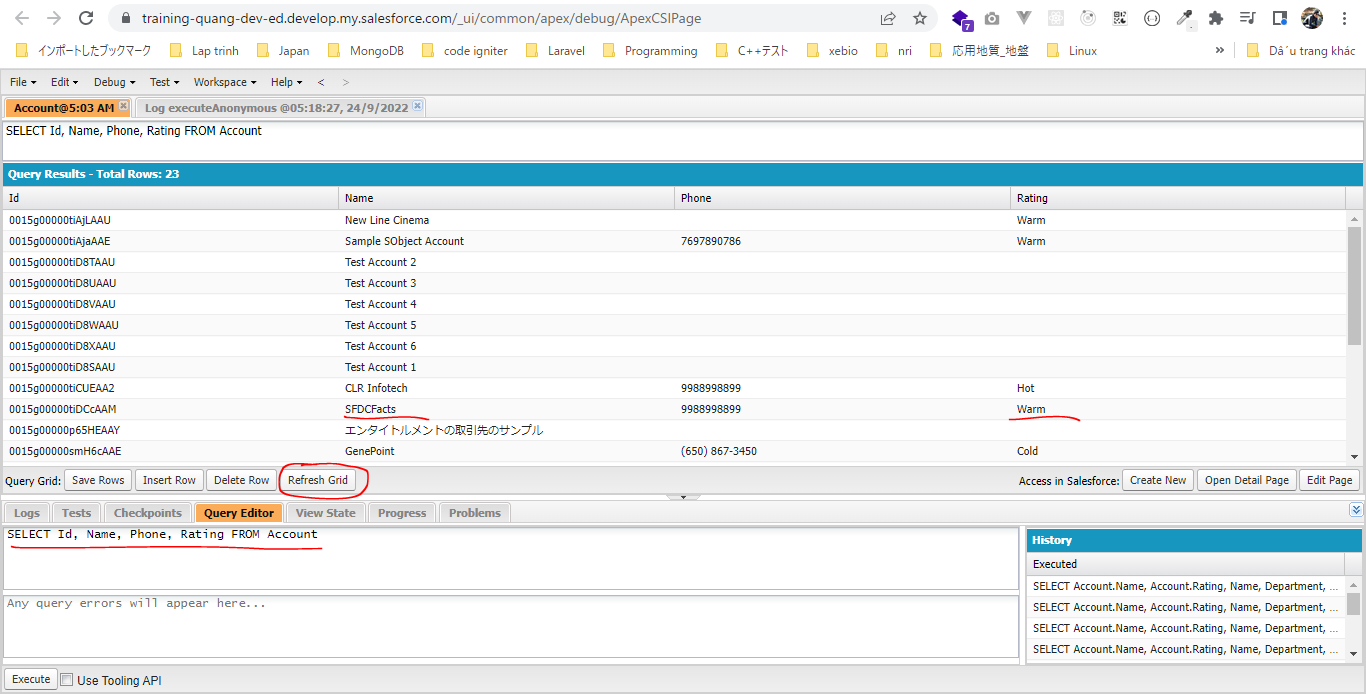 training-quang-dev-ed.develop.my.salesforce.com/_ui/common/apex/debug/ApexCSIPage
7
インポートしたブックマーク Lap trinh Japan MongoDB code igniter Laravel Programming C++テスト xebio nri 応用地質_地盤 Linux » Dấu trang khác
File Edit Debug Test Workspace Help < >
Account@5:03 AM Log executeAnonymous @05:18:27, 24/9/2022
SELECT Id, Name, Phone, Rating FROM Account
Query Results - Total Rows: 23
Id Name Phone Rating
0015g00000tiAjLAAU New Line Cinema Warm
0015g00000tiAjaAAE Sample SObject Account 7697890786 Warm
0015g00000tiD8TAAU Test Account 2
0015g00000tiD8UAAU Test Account 3
0015g00000tiD8VAAU Test Account 4
0015g00000tiD8WAAU Test Account 5
0015g00000tiD8XAAU Test Account 6
0015g00000tiD8SAAU Test Account 1
0015g00000tiCUEAA2 CLR Infotech 9988998899 Hot
0015g00000tiDCcAAM SFDCFacts 9988998899 Warm
0015g00000p65HEAAY エンタイトルメントの取引先のサンプル
0015g00000smH6cAAE GenePoint (650) 867-3450 Cold
Query Grid: Save Rows Insert Row Delete Row Refresh Grid Access in Salesforce: Create New Open Detail Page Edit Page
Logs Tests Checkpoints Query Editor View State Progress Problems
SELECT Id, Name, Phone, Rating FROM Account
Any query errors will appear here...
History
Executed
SELECT Account.Name, Account.Rating, Name, Department, ...
SELECT Account.Name, Account.Rating, Name, Department, ...
SELECT Account.Name, Account.Rating, Name, Department, ...
SELECT Account.Name, Account.Rating, Name, Department, ...
Execute Use Tooling API